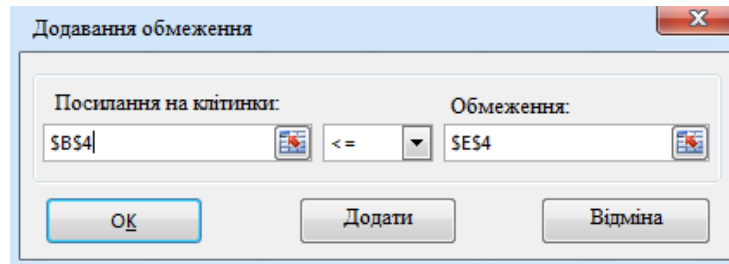 Додавання обмеження
Посилання на клітинки:
Обмеження:
$B$4
<=
$E$4
OK
Додати
Відміна